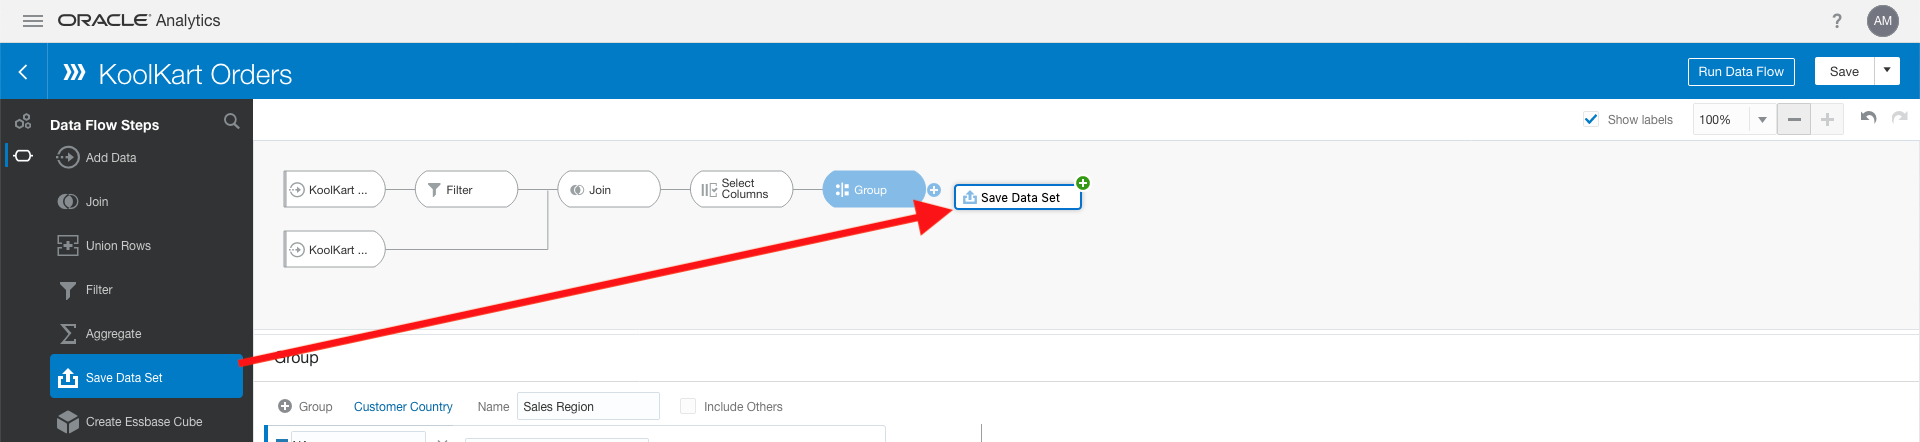 ORACLE Analytics
?
AM
KoolKart Orders
Run Data Flow
Save
Data Flow Steps
Show labels
100%
Add Data
Join
Union Rows
Filter
Aggregate
Save Data Set
Create Essbase Cube
KoolKart ...
Filter
Join
Select
Columns
Group
Save Data Set
KoolKart ...
Group
Group
Customer Country
Name
Sales Region
Include Others